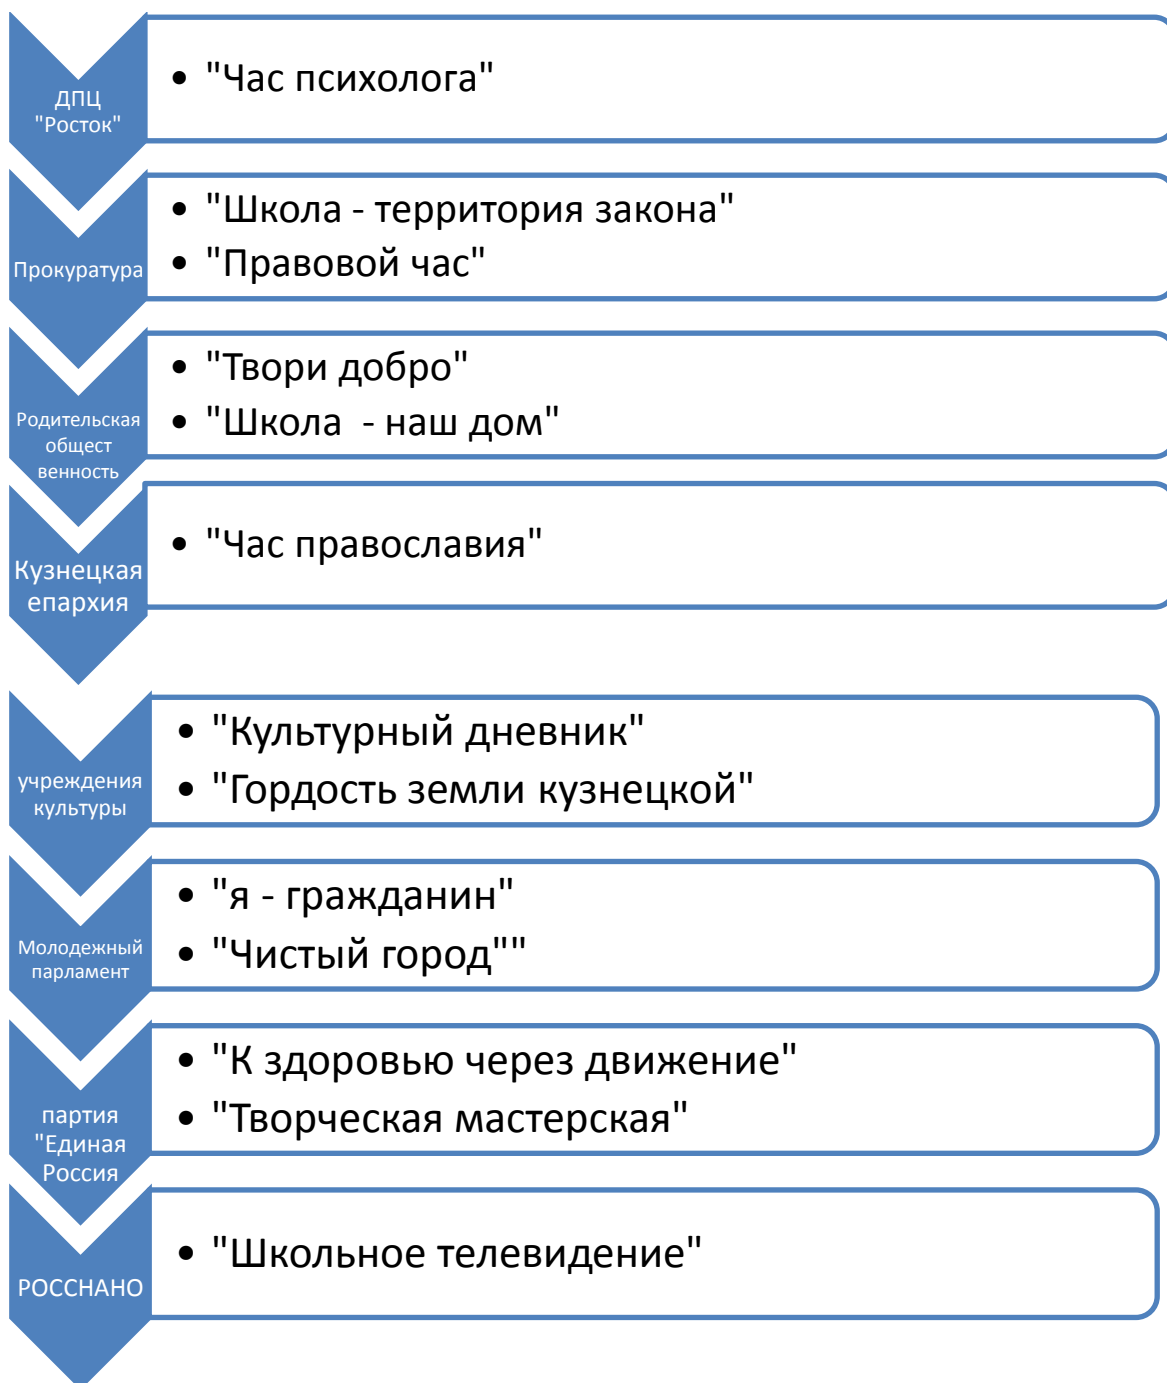 ДПЦ
"Росток"
• "Час психолога"
Прокуратура
• "Школа - территория закона"
• "Правовой час"
Родительская
общест
венность
• "Твори добро"
• "Школа  - наш дом"
Кузнецкая
епархия
• "Час православия"
учреждения
культуры
• "Культурный дневник"
• "Гордость земли кузнецкой"
Молодежный
парламент
• "я - гражданин"
• "Чистый город""
партия
"Единая
Россия
• "К здоровью через движение"
• "Творческая мастерская"
РОССНАНО
• "Школьное телевидение"